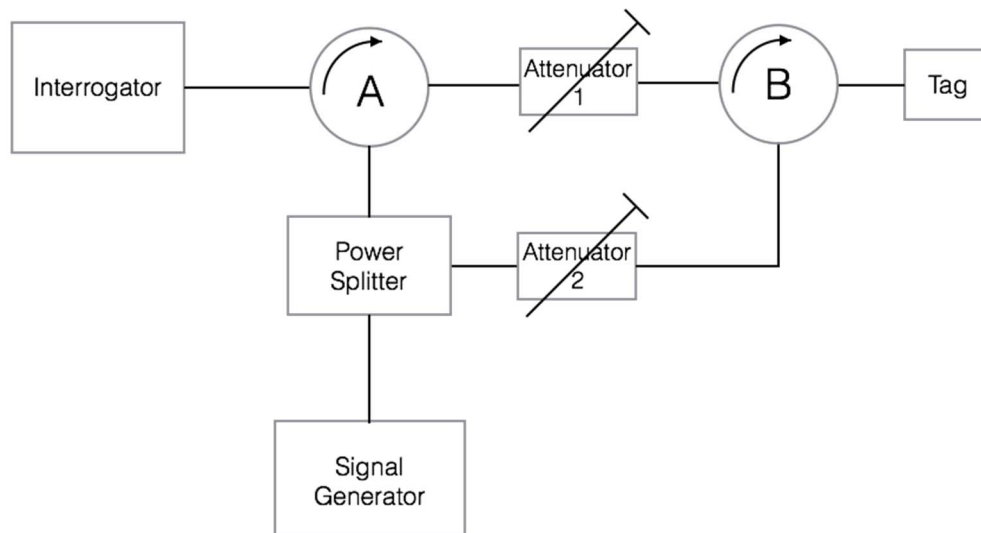 Interrogator
A
Attenuator
1
B
Tag
Power
Splitter
Attenuator
2
Signal
Generator